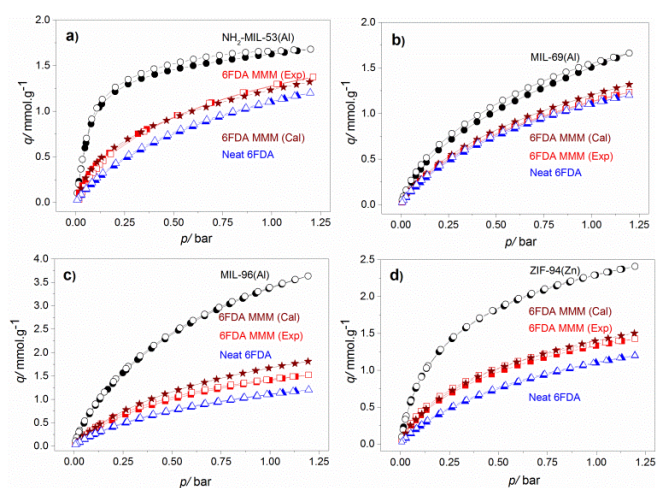 a)
NH2-MIL-53(Al)
6FDA MMM (Exp)
6FDA MMM (Cal)
Neat 6FDA
q/ mmol.g-1
2.0
1.5
1.0
0.5
0.0
0.00 0.25 0.50 0.75 1.00 1.25
p/ bar
b)
MIL-69(Al)
6FDA MMM (Cal)
6FDA MMM (Exp)
Neat 6FDA
q/ mmol.g-1
2.0
1.5
1.0
0.5
0.0
0.00 0.25 0.50 0.75 1.00 1.25
p/ bar
c)
MIL-96(Al)
6FDA MMM (Cal)
6FDA MMM (Exp)
Neat 6FDA
q/ mmol.g-1
4.0
3.5
3.0
2.5
2.0
1.5
1.0
0.5
0.0
0.00 0.25 0.50 0.75 1.00 1.25
p/ bar
d)
ZIF-94(Zn)
6FDA MMM (Cal)
6FDA MMM (Exp)
Neat 6FDA
q/ mmol.g-1
2.5
2.0
1.5
1.0
0.5
0.0
0.00 0.25 0.50 0.75 1.00 1.25
p/ bar